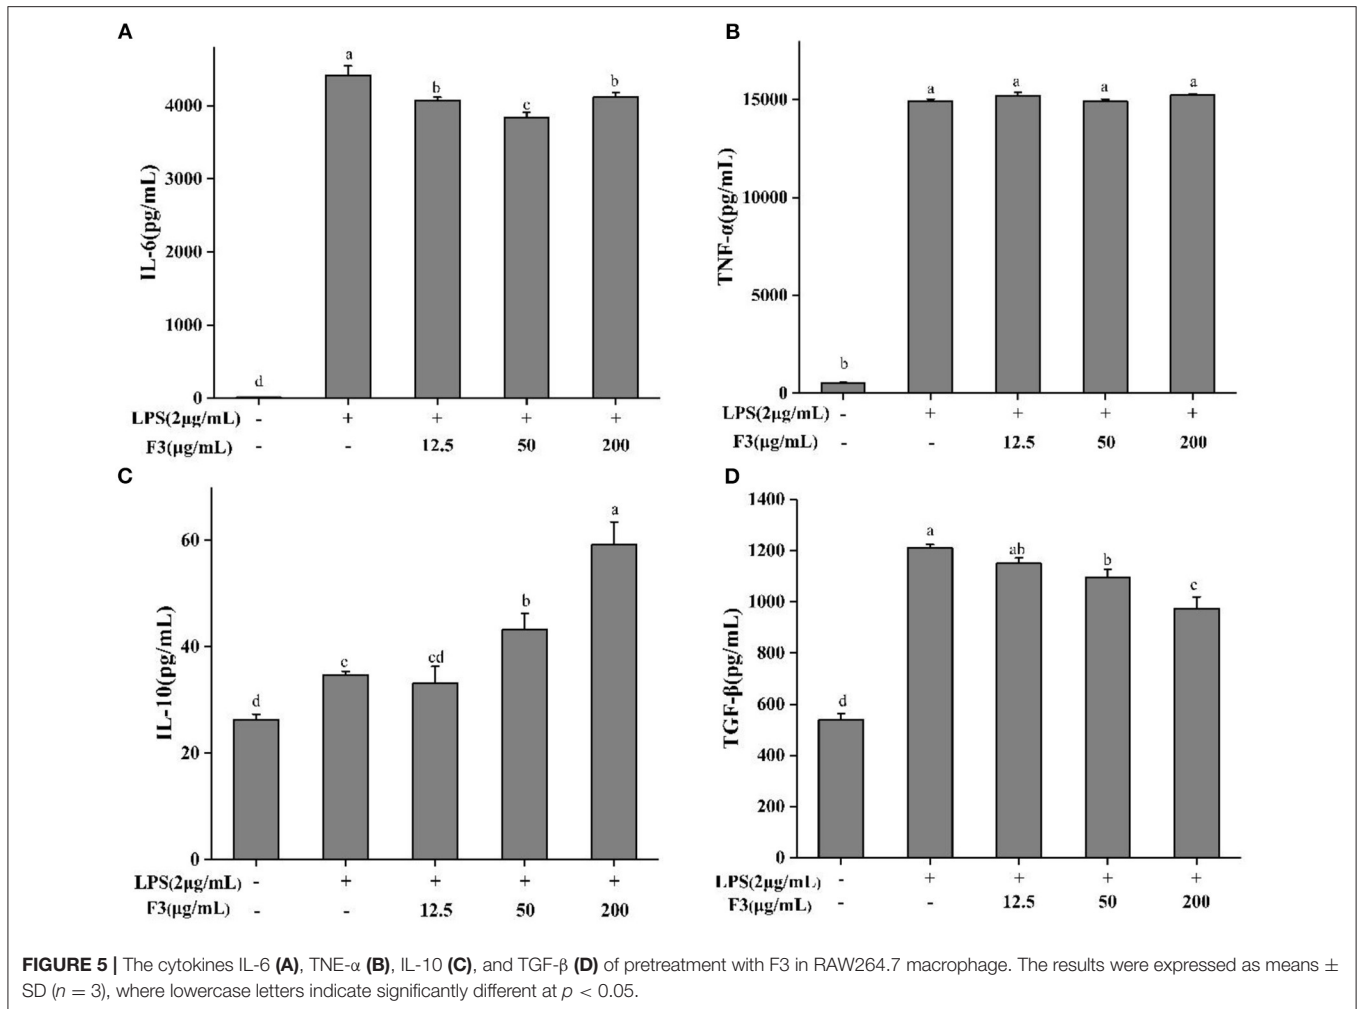 A
IL-6(pg/mL)
4000
3000
2000
1000
0
d
a
b
c
b
LPS(2μg/mL) - + + + +
F3(μg/mL) - - 12.5 50 200
B
TNF-α(pg/mL)
15000
10000
5000
0
b
a
a
a
a
LPS(2μg/mL) - + + + +
F3(μg/mL) - - 12.5 50 200
C
IL-10(pg/mL)
60
40
20
0
d
c
cd
b
a
LPS(2μg/mL) - + + + +
F3(μg/mL) - - 12.5 50 200
D
TGF-β(pg/mL)
1400
1200
1000
800
600
400
200
0
d
a
ab
b
c
LPS(2μg/mL) - + + + +
F3(μg/mL) - - 12.5 50 200
FIGURE 5 | The cytokines IL-6 (A), TNE-α (B), IL-10 (C), and TGF-β (D) of pretreatment with F3 in RAW264.7 macrophage. The results were expressed as means ±
SD (n = 3), where lowercase letters indicate significantly different at p < 0.05.